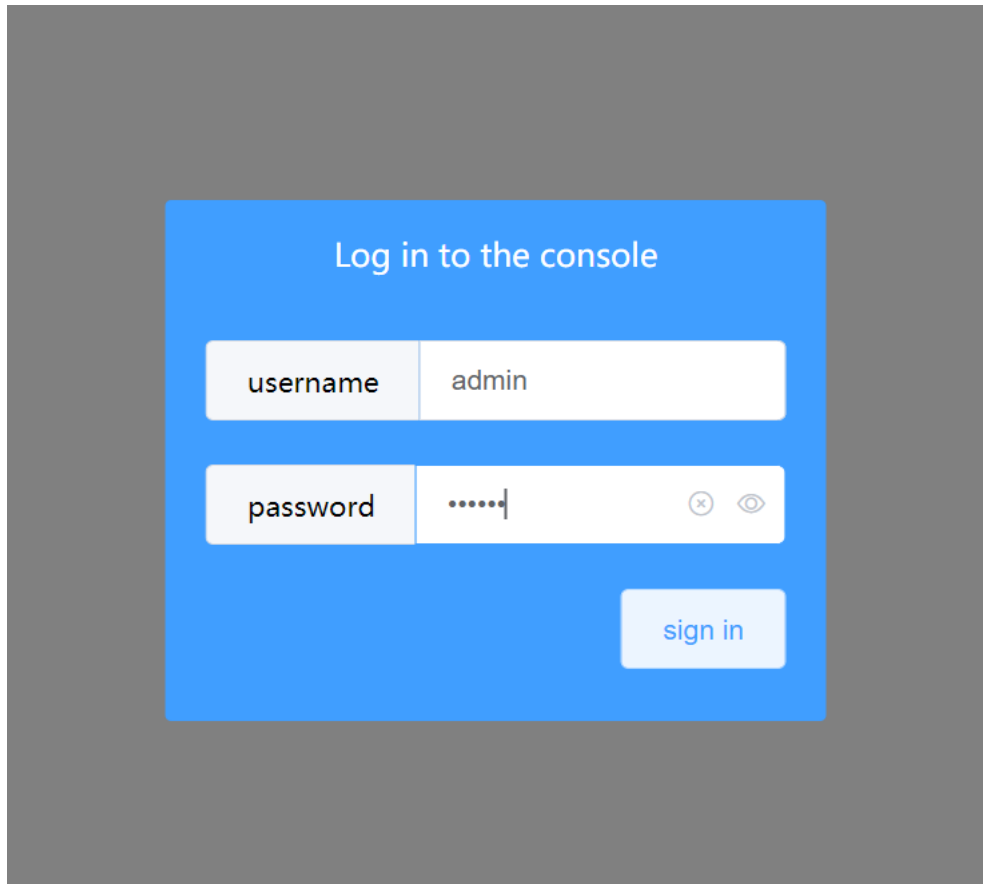 Log in to the console
username admin
password ••••••
sign in